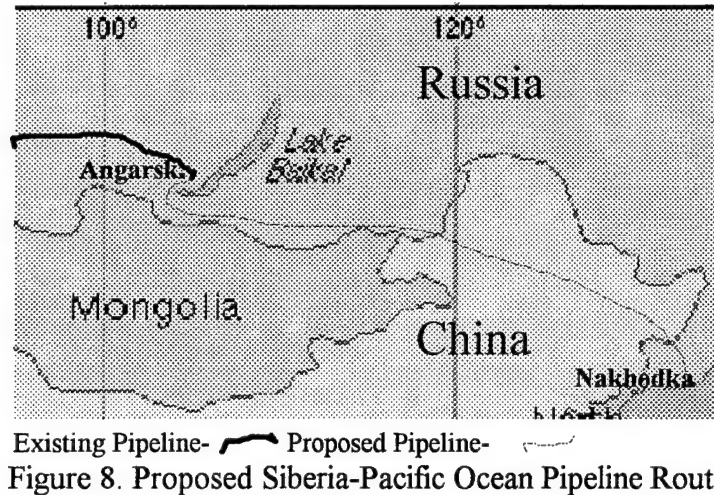 100° 120°
Russia
Lake
Baikal
Angarsk
Mongolia
China
Nakhodka
North
Existing Pipeline- Proposed Pipeline-
Figure 8. Proposed Siberia-Pacific Ocean Pipeline Rout